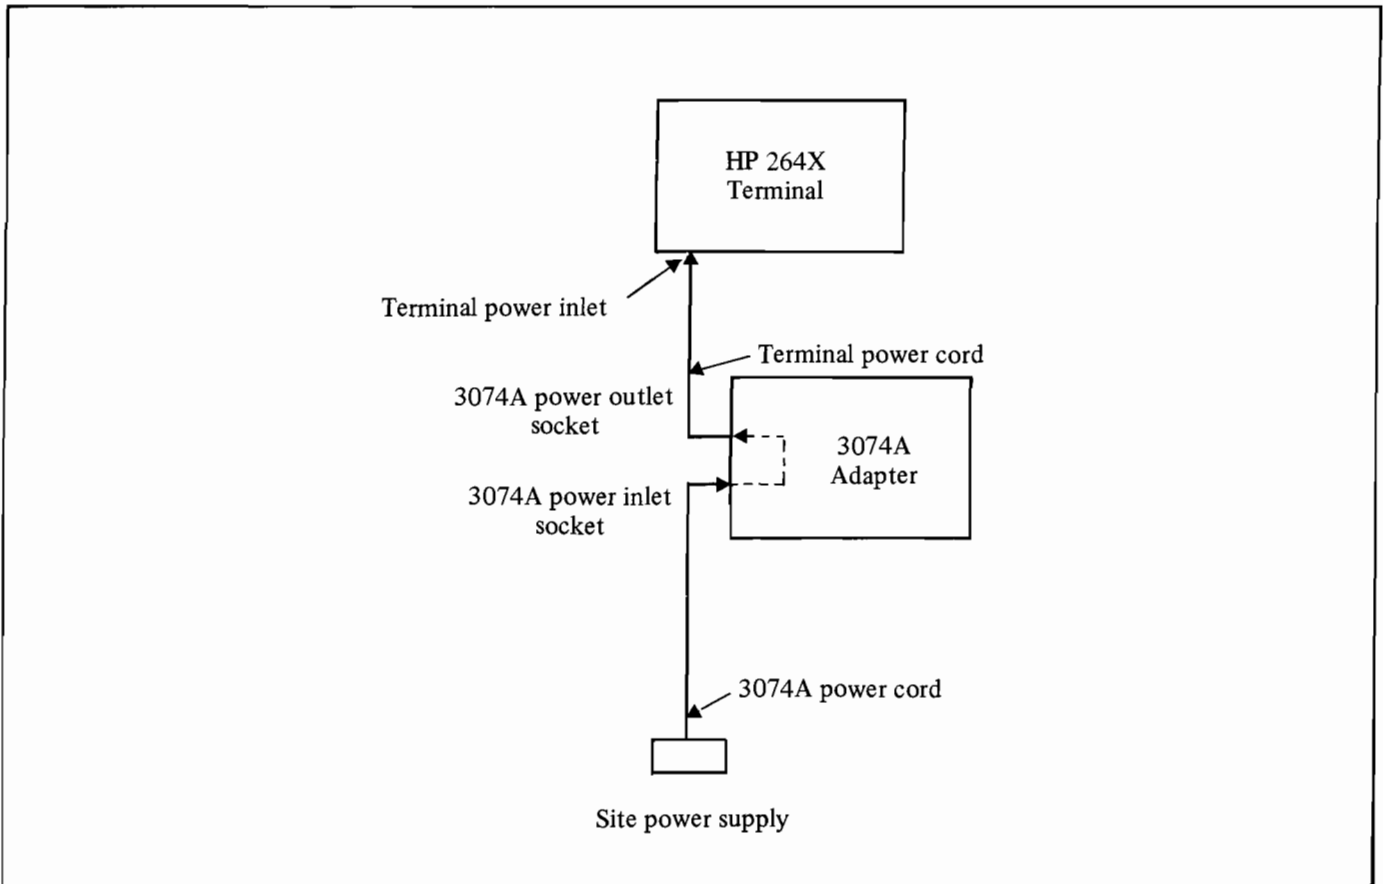 HP 264X
Terminal
Terminal power inlet
Terminal power cord
3074A power outlet
socket
3074A
Adapter
3074A power inlet
socket
3074A power cord
Site power supply